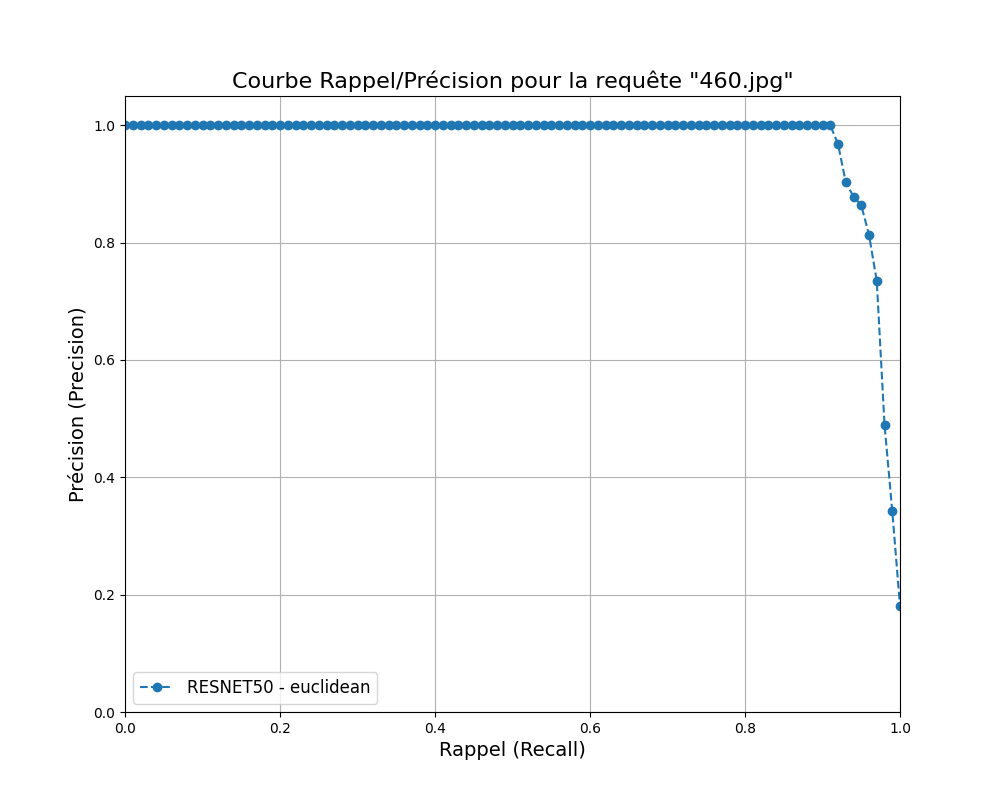 Courbe Rappel/Précision pour la requête "460.jpg"
1.0
0.8
0.6
0.4
0.2
0.0
Précision (Precision)
RESNET50 - euclidean
0.0 0.2 0.4 0.6 0.8 1.0
Rappel (Recall)